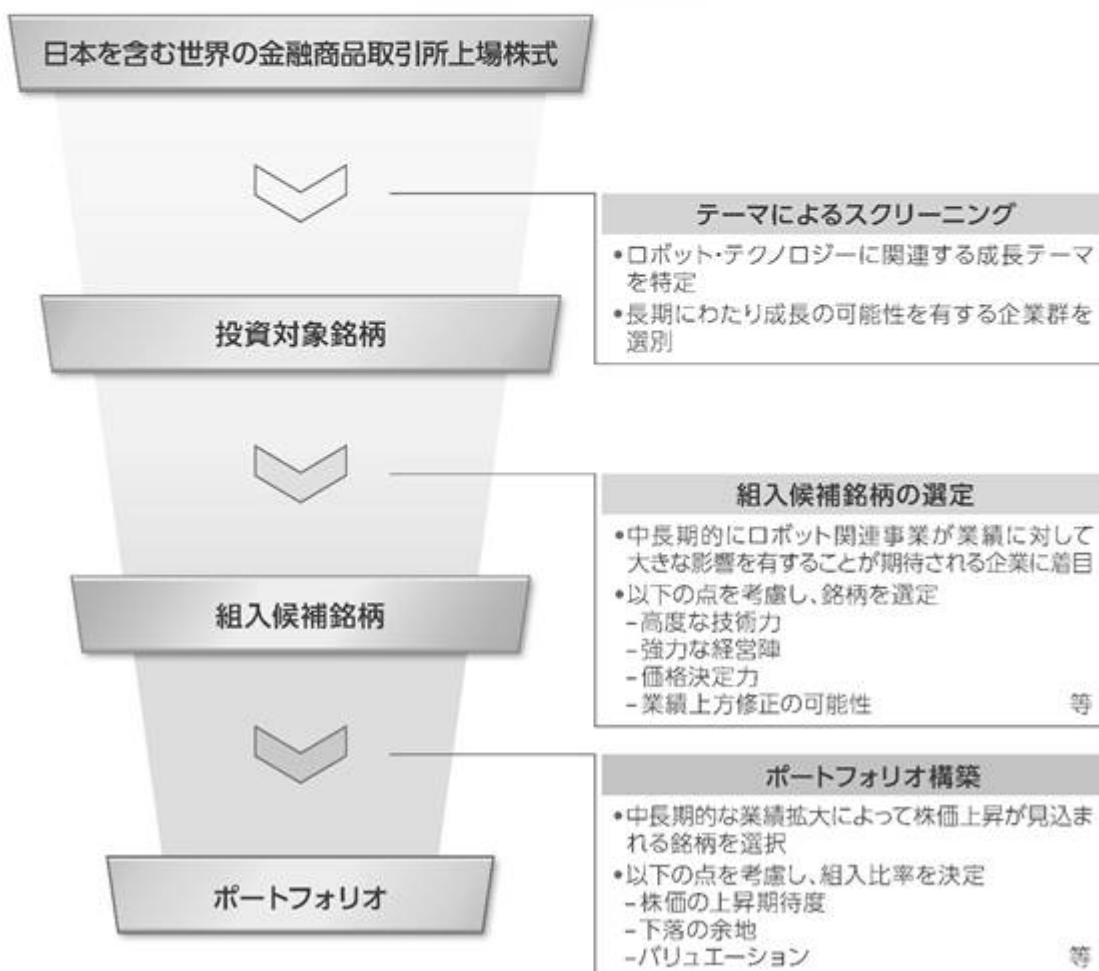 日本を含む世界の金融商品取引所上場株式
テーマによるスクリーニング
•ロボット・テクノロジーに関連する成長テーマ
を特定
•長期にわたり成長の可能性を有する企業群を
選別
投資対象銘柄
組入候補銘柄の選定
•中長期的にロボット関連事業が業績に対して
大きな影響を有することが期待される企業に着目
•以下の点を考慮し、銘柄を選定
-高度な技術力
-強力な経営陣
-価格決定力
-業績上方修正の可能性 等
組入候補銘柄
ポートフォリオ構築
•中長期的な業績拡大によって株価上昇が見込ま
れる銘柄を選択
•以下の点を考慮し、組入比率を決定
-株価の上昇期待度
-下落の余地
-バリュエーション 等
ポートフォリオ